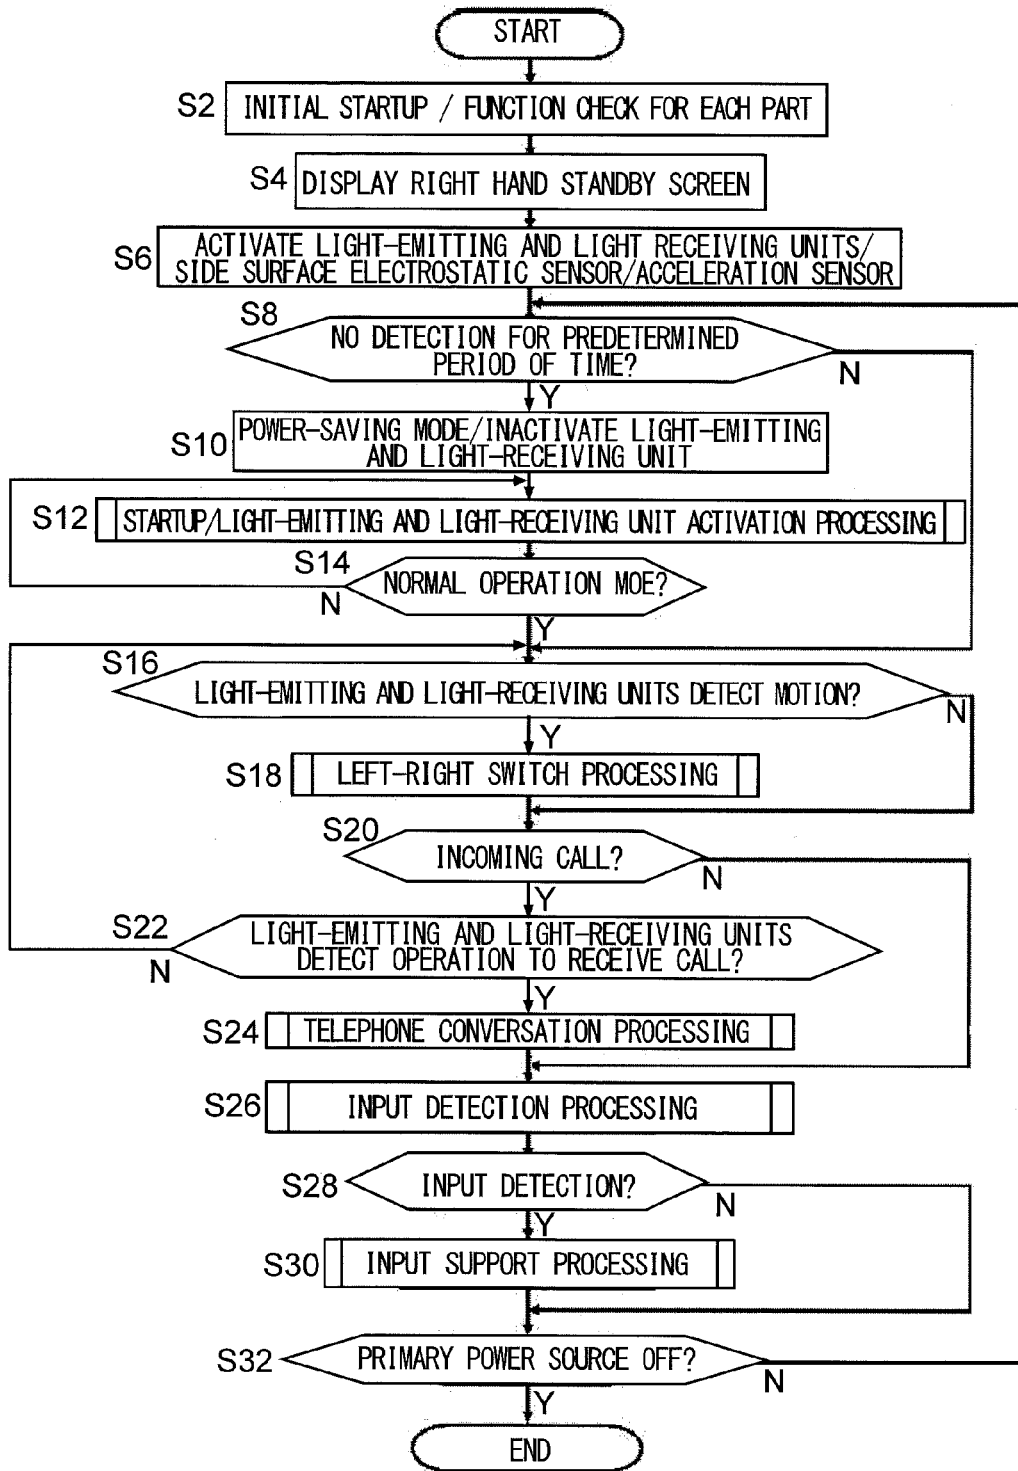 START
S2
INITIAL STARTUP / FUNCTION CHECK FOR EACH PART
S4
DISPLAY RIGHT HAND STANDBY SCREEN
S6
ACTIVATE LIGHT-EMITTING AND LIGHT RECEIVING UNITS/
SIDE SURFACE ELECTROSTATIC SENSOR/ACCELERATION SENSOR
S8
NO DETECTION FOR PREDETERMINED
PERIOD OF TIME?
N
Y
S10
POWER-SAVING MODE/INACTIVATE LIGHT-EMITTING
AND LIGHT-RECEIVING UNIT
S12
STARTUP/LIGHT-EMITTING AND LIGHT-RECEIVING UNIT ACTIVATION PROCESSING
S14
NORMAL OPERATION MOE?
N
Y
S16
LIGHT-EMITTING AND LIGHT-RECEIVING UNITS DETECT MOTION?
N
Y
S18
LEFT-RIGHT SWITCH PROCESSING
S20
INCOMING CALL?
N
Y
S22
LIGHT-EMITTING AND LIGHT-RECEIVING UNITS
DETECT OPERATION TO RECEIVE CALL?
N
Y
S24
TELEPHONE CONVERSATION PROCESSING
S26
INPUT DETECTION PROCESSING
S28
INPUT DETECTION?
N
Y
S30
INPUT SUPPORT PROCESSING
S32
PRIMARY POWER SOURCE OFF?
N
Y
END